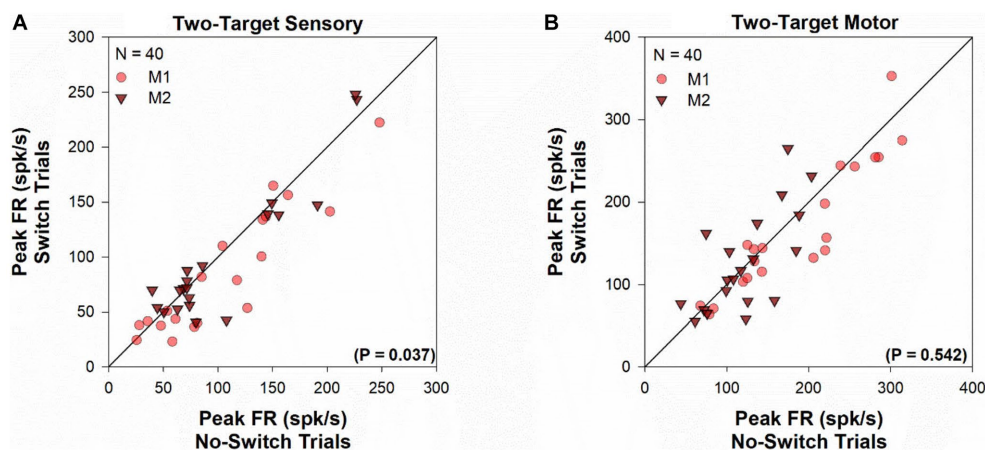 A
Two-Target Sensory
300
250
200
150
100
50
0
N = 40
M1
M2
Peak FR (spk/s)
Switch Trials
(P = 0.037)
0 50 100 150 200 250 300
Peak FR (spk/s)
No-Switch Trials
B
Two-Target Motor
400
300
200
100
0
N = 40
M1
M2
Peak FR (spk/s)
Switch Trials
(P = 0.542)
0 100 200 300 400
Peak FR (spk/s)
No-Switch Trials